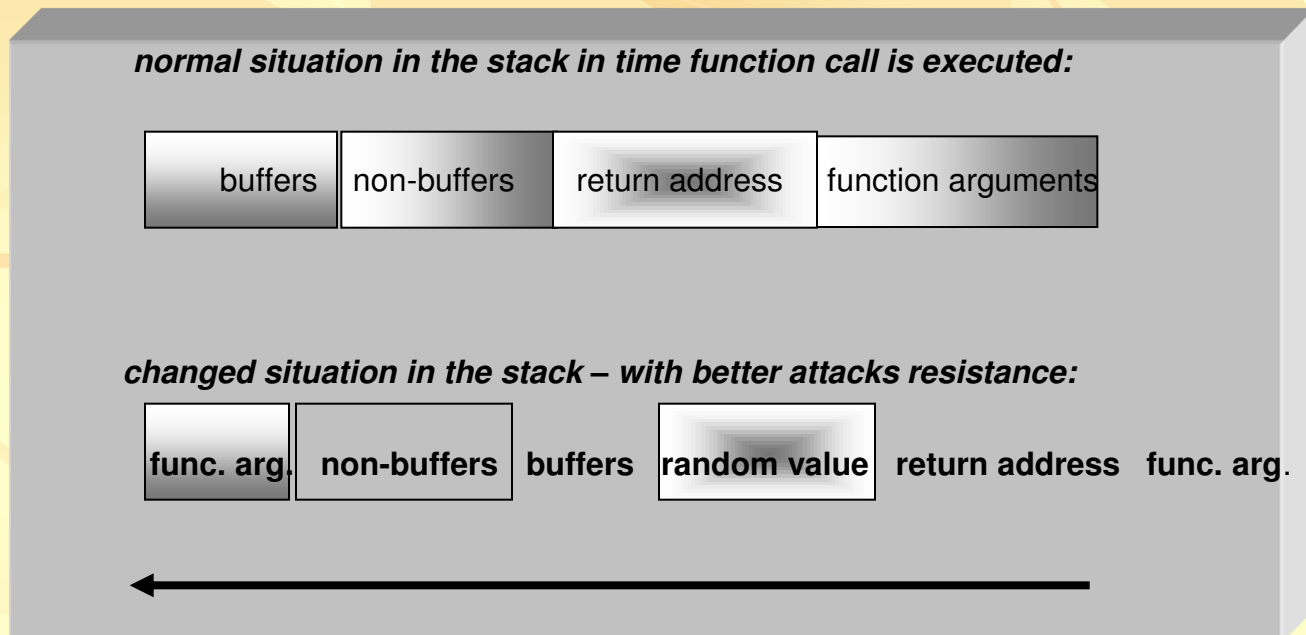 normal situation in the stack in time function call is executed:
buffers non-buffers return address function arguments
changed situation in the stack – with better attacks resistance:
func. arg. non-buffers buffers random value return address func. arg.